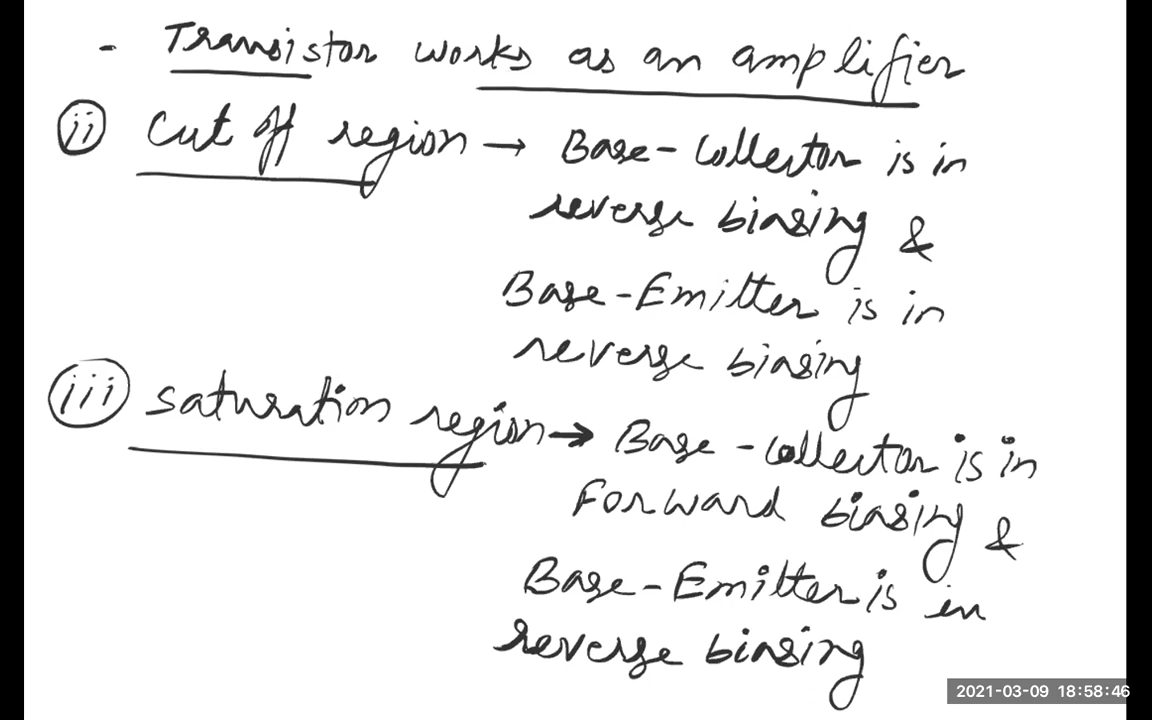 - Transistor works as an amplifier
(ii) Cut off region → Base-Collector is in
reverse biasing &
Base-Emitter is in
reverse biasing
(iii) Saturation region → Base-Collector is in
Forward biasing &
Base-Emitter is in
reverse biasing
2021-03-09 18:58:46